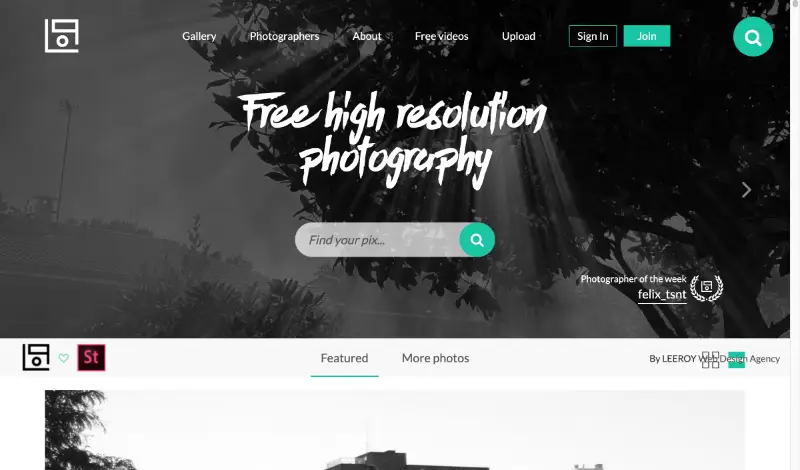 Gallery
Photographers
About
Free videos
Upload
Sign In
Join
Free high resolution
photography
Find your pix...
Photographer of the week
felix_tsnt
St
Featured
More photos
By LEEROY Web Design Agency